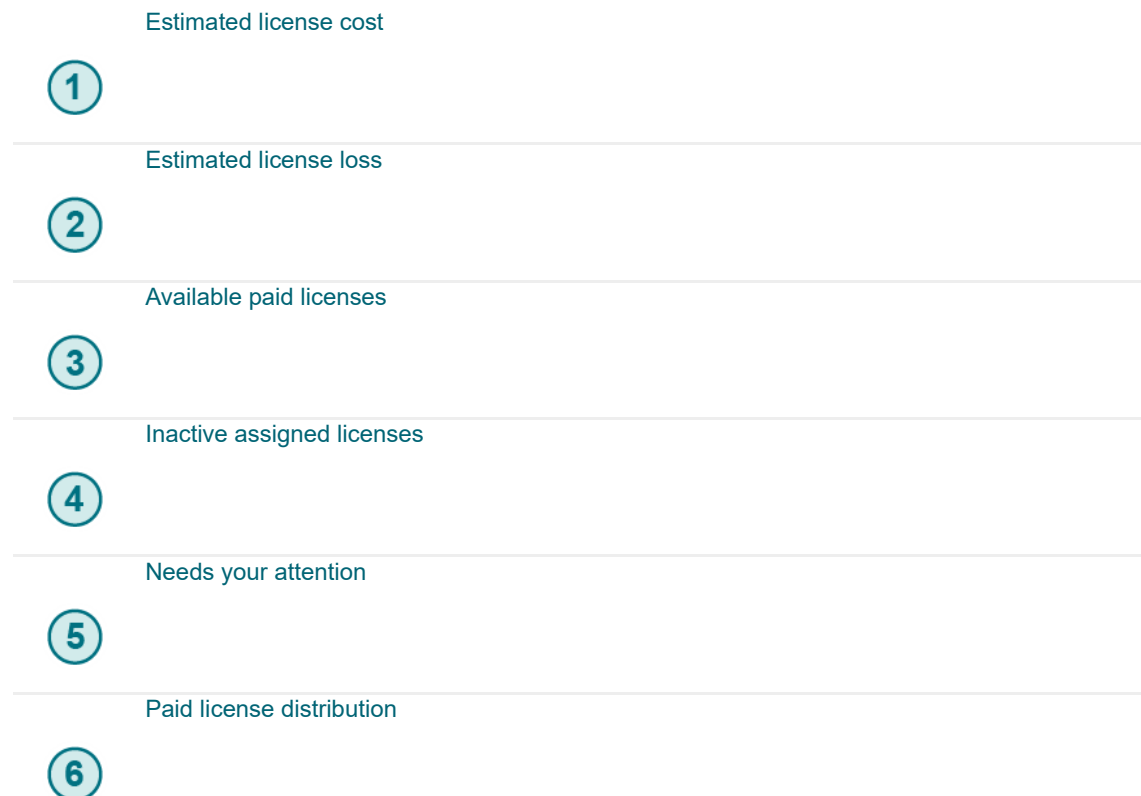 Estimated license cost
1
Estimated license loss
2
Available paid licenses
3
Inactive assigned licenses
4
Needs your attention
5
Paid license distribution
6